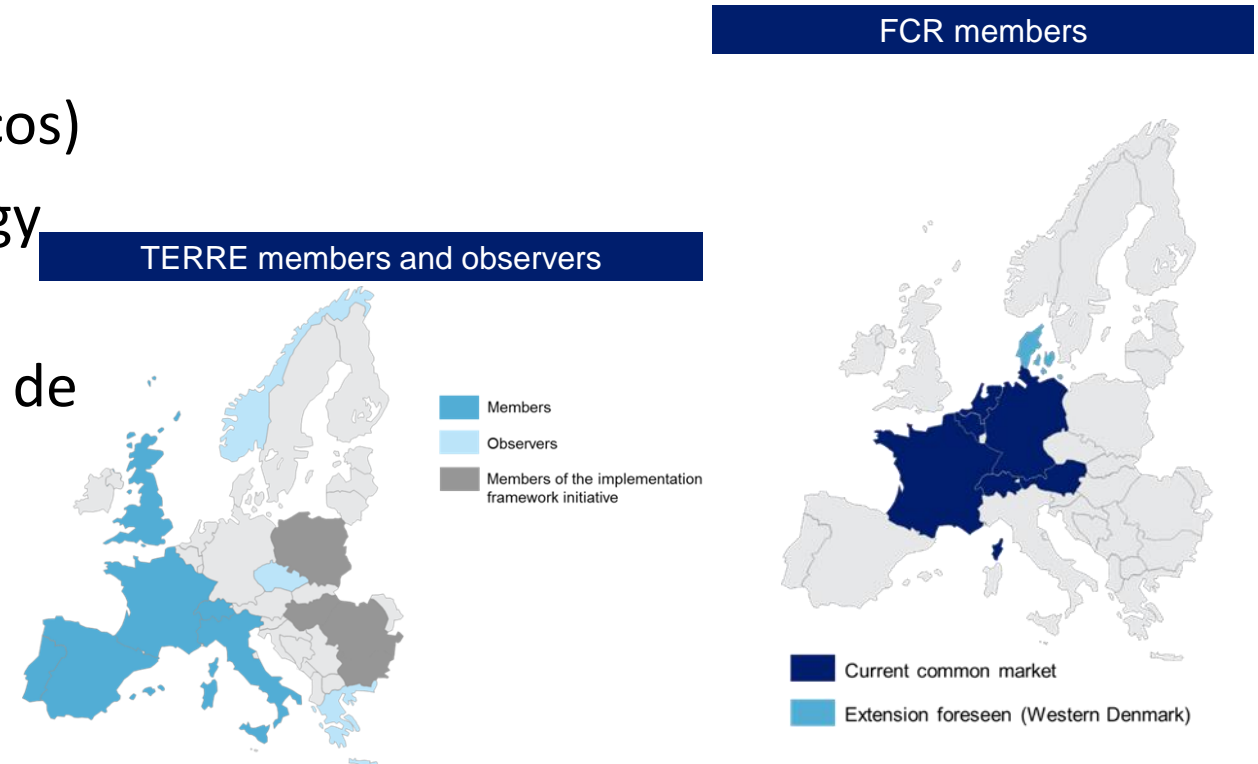 FCR members
cos)
gy
TERRE members and observers
de
Members
Observers
Members of the implementation
framework initiative
Current common market
Extension foreseen (Western Denmark)